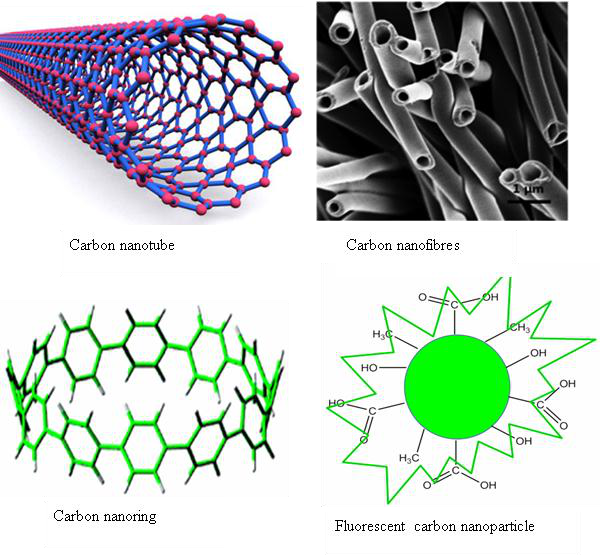 1 µm
Carbon nanotube
Carbon nanofibres
O
OH
C
H₃C
CH₃
HO
OH
HO
C
O
C
OH
O
OH
H₃C
C
O
OH
Carbon nanoring
Fluorescent carbon nanoparticle